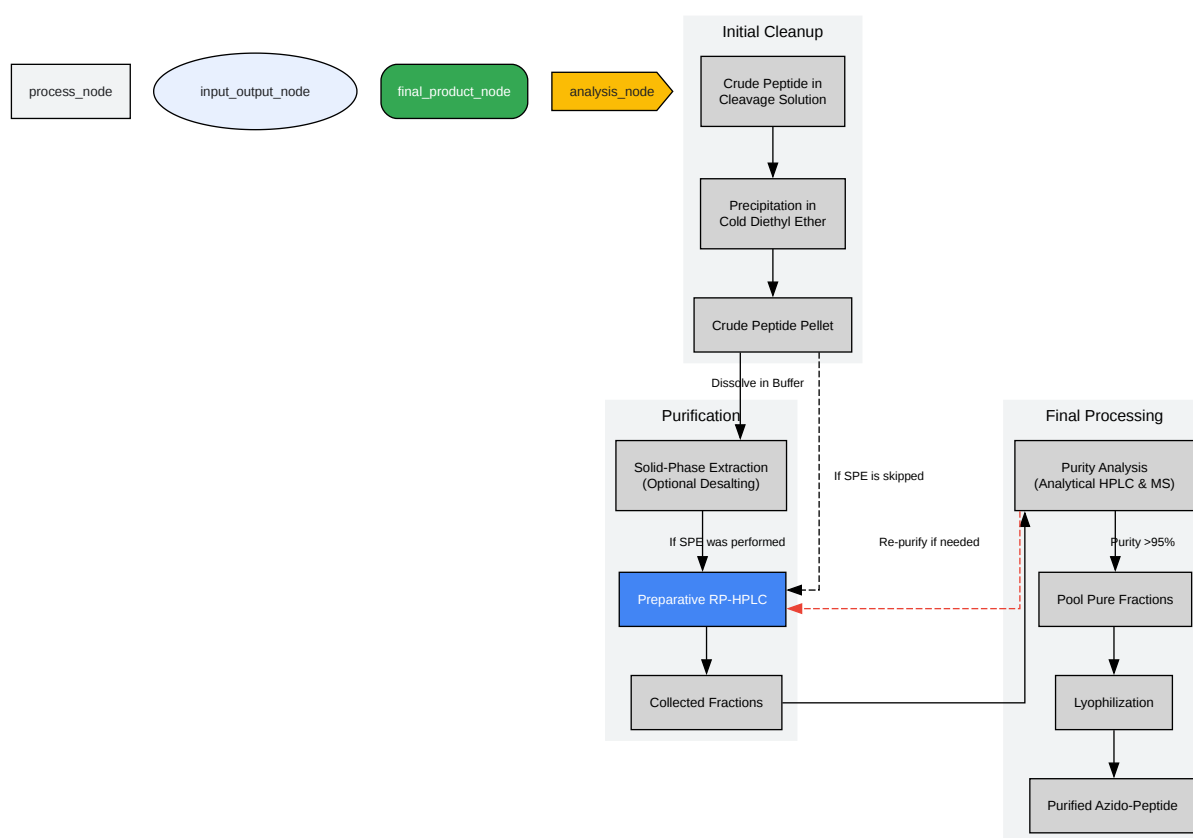 process_node
input_output_node
final_product_node
analysis_node
Initial Cleanup
Crude Peptide in
Cleavage Solution
Precipitation in
Cold Diethyl Ether
Crude Peptide Pellet
Dissolve in Buffer
Purification
Solid-Phase Extraction
(Optional Desalting)
If SPE is skipped
If SPE was performed
Preparative RP-HPLC
Collected Fractions
Final Processing
Purity Analysis
(Analytical HPLC & MS)
Re-purify if needed
Purity >95%
Pool Pure Fractions
Lyophilization
Purified Azido-Peptide